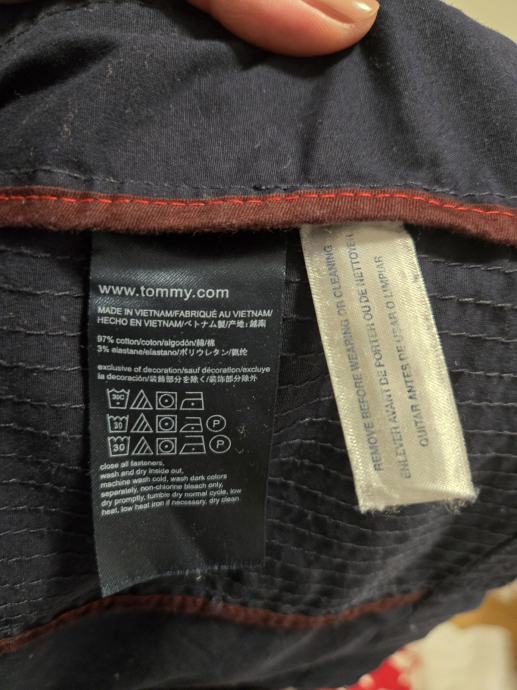 www.tommy.com
MADE IN VIETNAM/FABRIQUÉ AU VIETNAM/
HECHO EN VIETNAM/ベトナム製/产地:越南
97% cotton/coton/algodón/綿/棉
3% elastane/elastano/ポリウレタン/氨纶
exclusive of decoration/sauf décoration/excluye
la decoración/装飾部分を除く/装饰部分除外
30C
30 P
30 P
close all fasteners,
wash and dry inside out,
machine wash cold, wash dark colors
separately, non-chlorine bleach only,
dry promptly, tumble dry normal cycle, low
heat, low iron if necessary, dry clean.
REMOVE BEFORE WEARING OR CLEANING
ENLEVER AVANT DE PORTER OU DE NETTOYER
QUITAR ANTES DE USAR O LIMPIAR